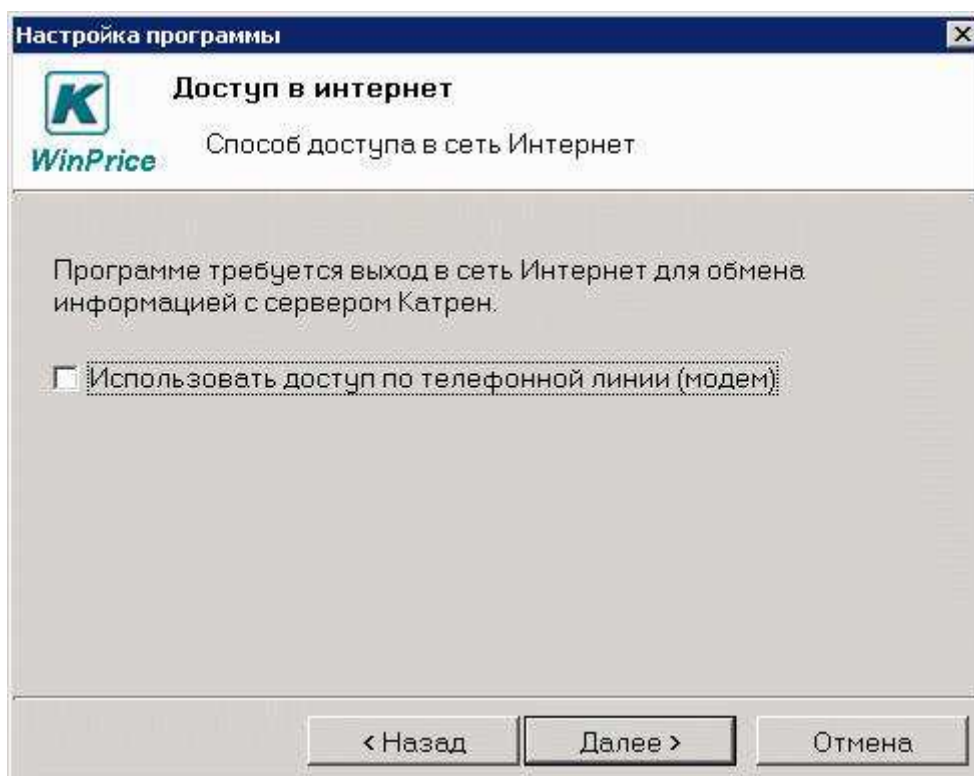 Настройка программы
K
Доступ в интернет
WinPrice
Способ доступа в сеть Интернет
Программе требуется выход в сеть Интернет для обмена
информацией с сервером Катрен.
Использовать доступ по телефонной линии (модем)
< Назад
Далее >
Отмена